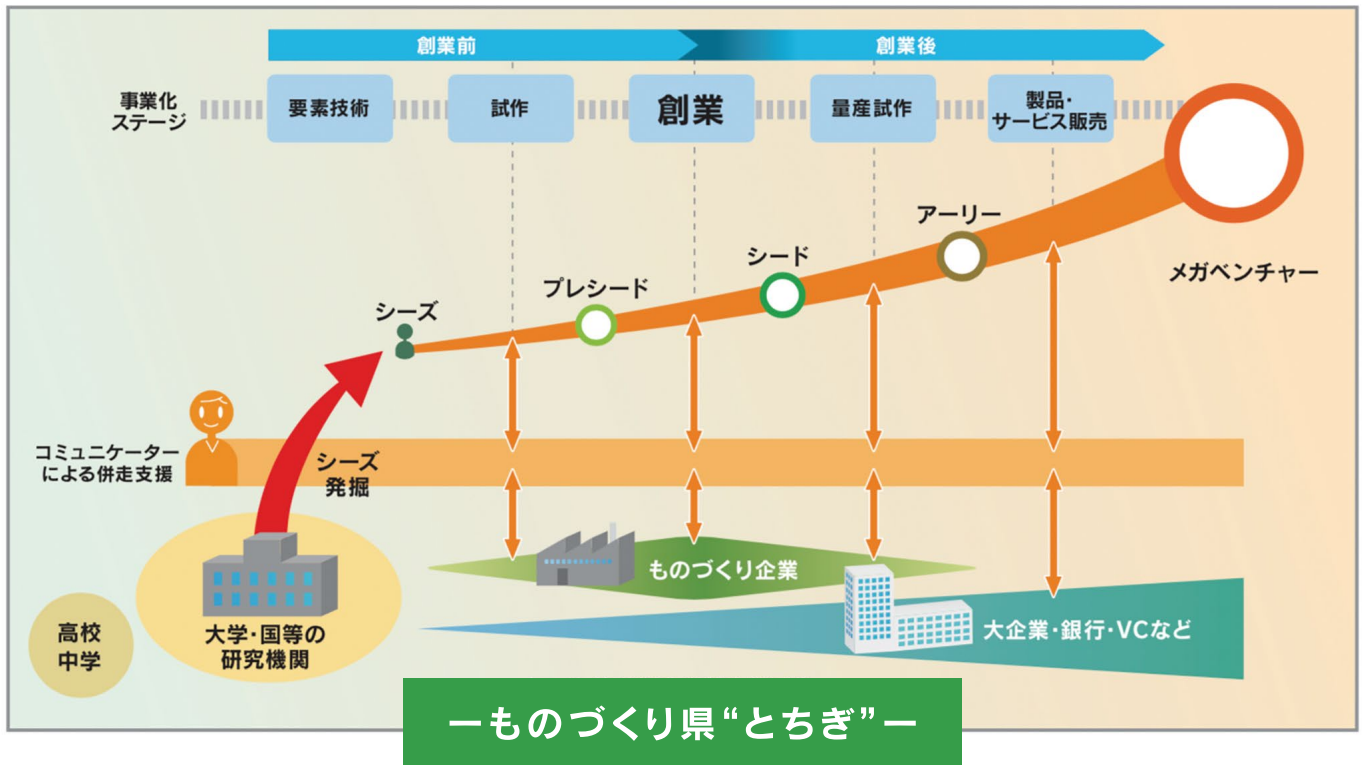 創業前
創業後
事業化
ステージ
要素技術
試作
創業
量産試作
製品・
サービス販売
アーリー
シード
メガベンチャー
プレシード
シーズ
コミュニケーター
による併走支援
シーズ
発掘
ものづくり企業
大企業・銀行・VCなど
大学・国等の
研究機関
高校
中学
ーものづくり県“とちぎ”ー